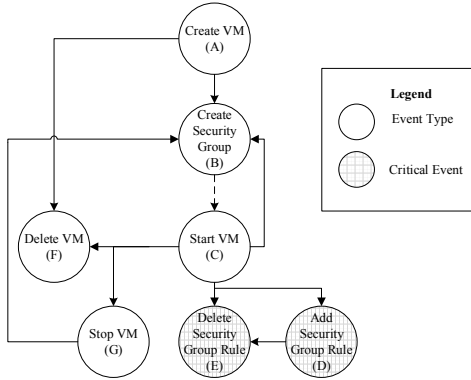 Create VM
(A)
Create
Security
Group
(B)
Delete VM
(F)
Start VM
(C)
Stop VM
(G)
Delete
Security
Group Rule
(E)
Add
Security
Group Rule
(D)
Legend
Event Type
Critical Event